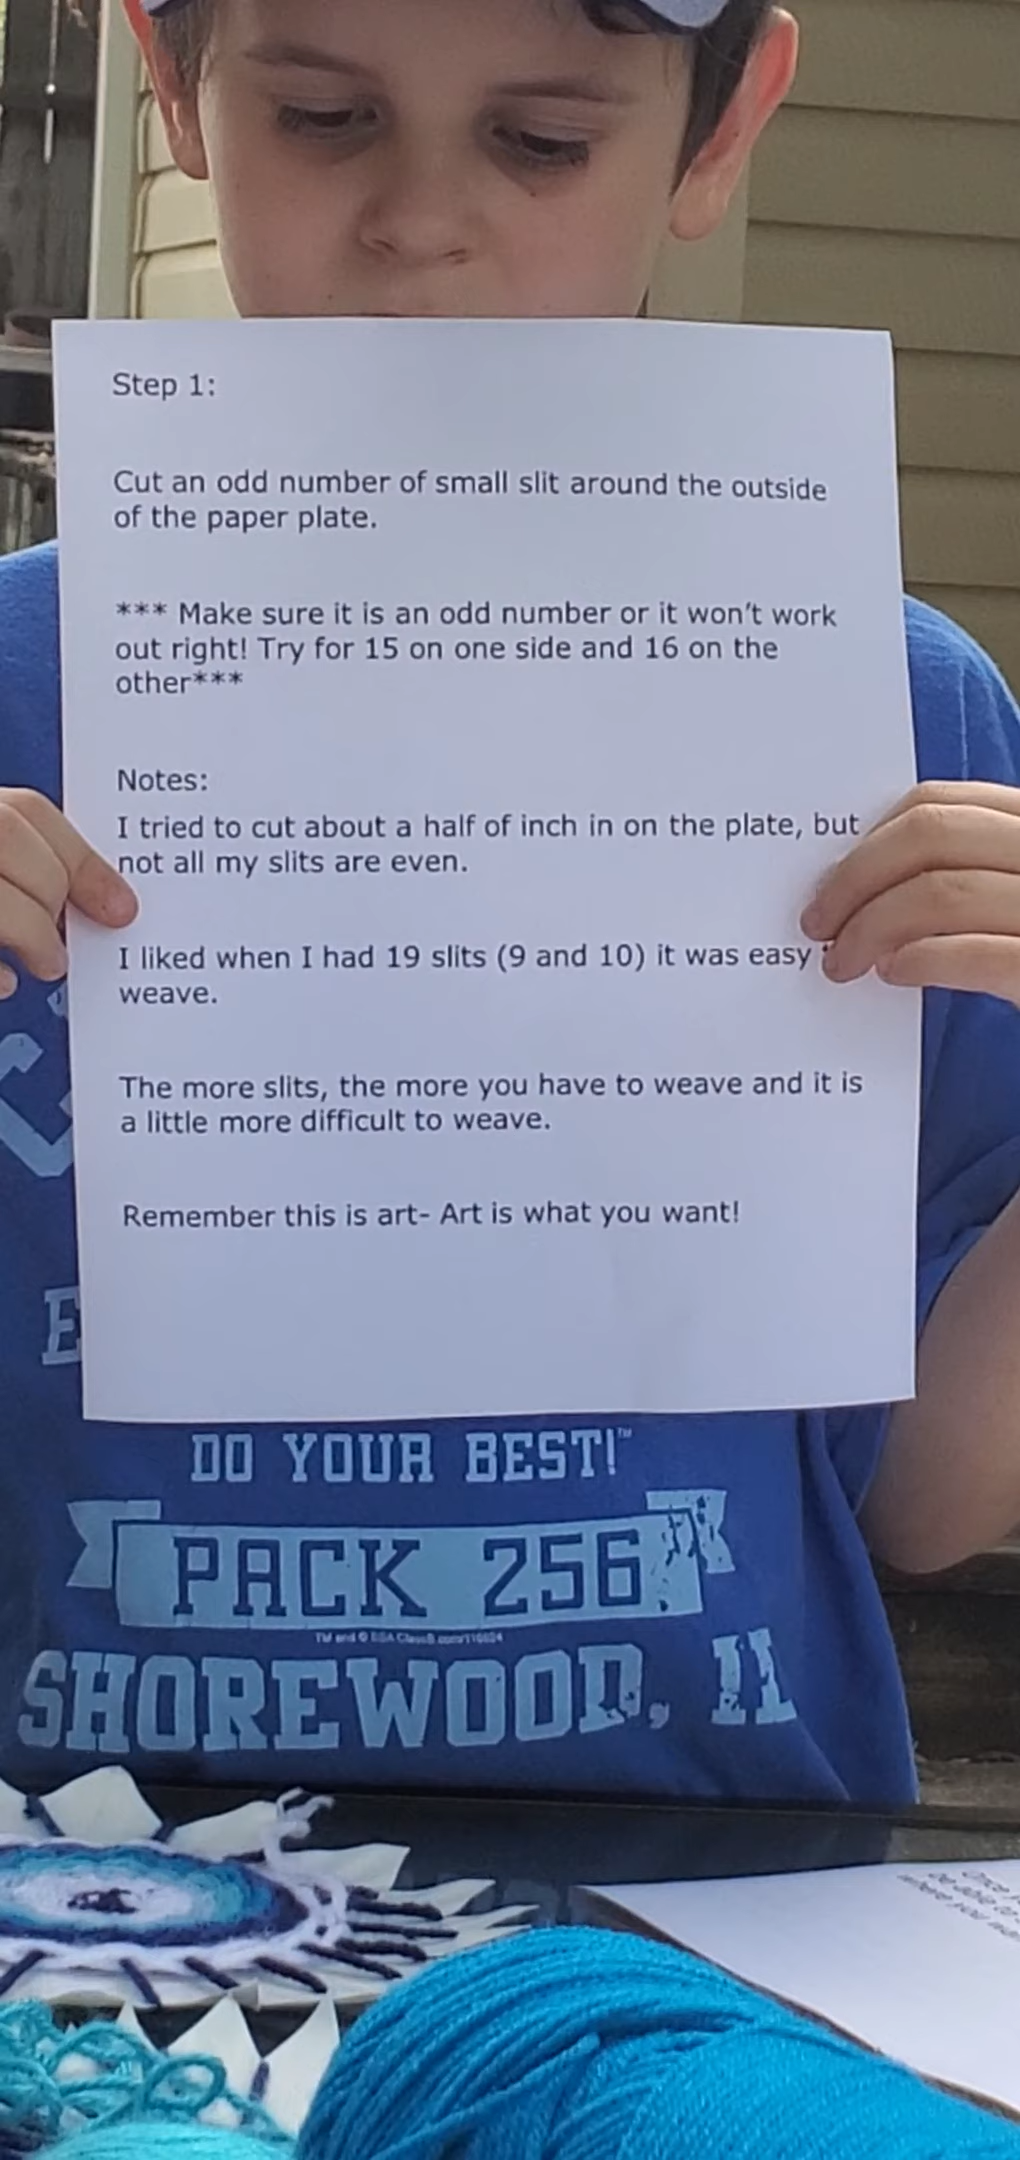 Step 1:
Cut an odd number of small slit around the outside
of the paper plate.
*** Make sure it is an odd number or it won't work
out right! Try for 15 on one side and 16 on the
other***
Notes:
I tried to cut about a half of inch in on the plate, but
not all my slits are even.
I liked when I had 19 slits (9 and 10) it was easy
weave.
The more slits, the more you have to weave and it is
a little more difficult to weave.
Remember this is art- Art is what you want!
C
E
DO YOUR BEST!™
PACK 256
SHOREWOOD, IL